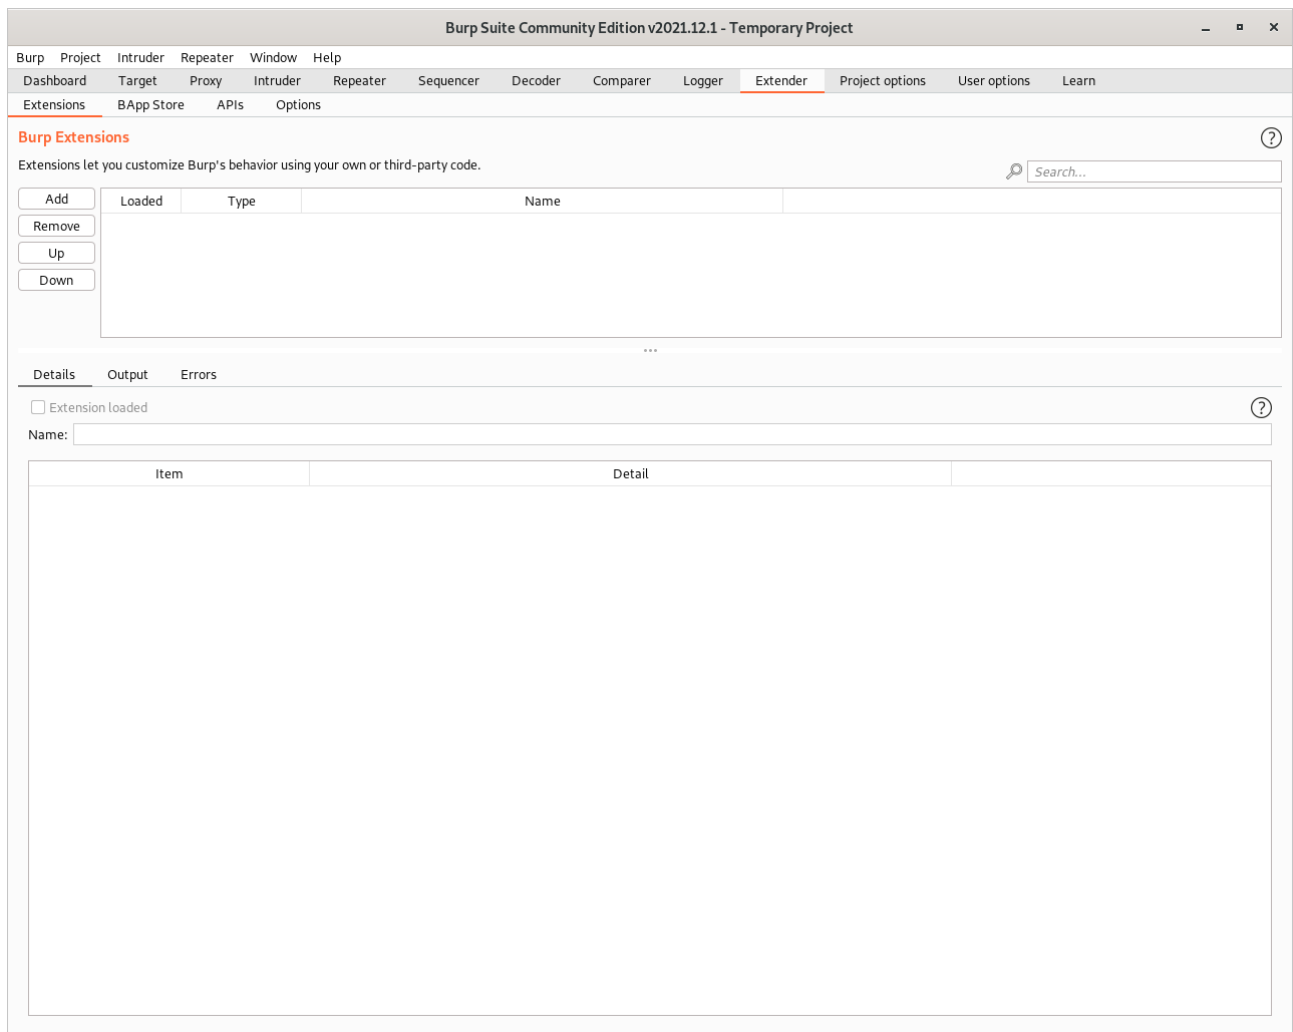 Burp Suite Community Edition v2021.12.1 - Temporary Project
Burp Project Intruder Repeater Window Help
Dashboard Target Proxy Intruder Repeater Sequencer Decoder Comparer Logger Extender Project options User options Learn
Extensions BApp Store APIs Options
Burp Extensions
Extensions let you customize Burp's behavior using your own or third-party code.
Search...
Add
Remove
Up
Down
Loaded Type Name
Details Output Errors
Extension loaded
Name:
Item Detail